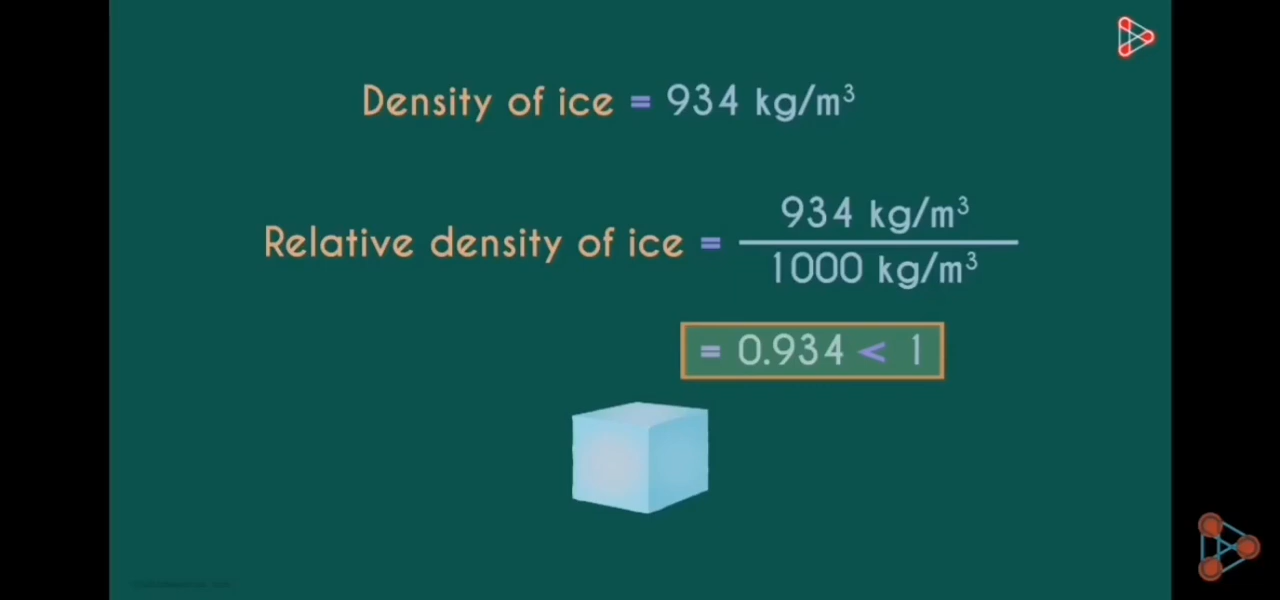 Density of ice = 934 kg/m³
Relative density of ice = 934 kg/m³
1000 kg/m³
= 0.934 < 1